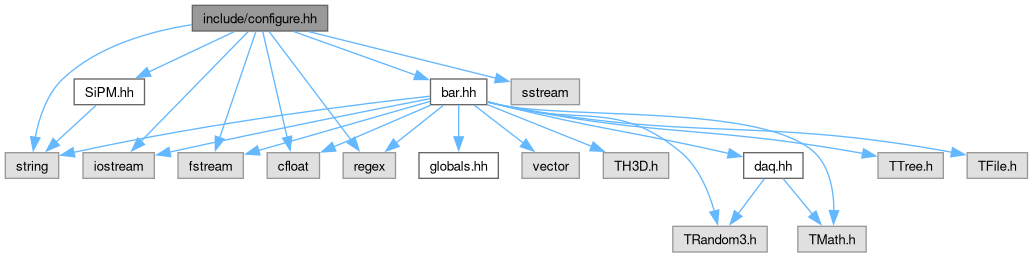 include/configure.hh
SiPM.hh
bar.hh
sstream
string
iostream
fstream
cfloat
regex
globals.hh
vector
TH3D.h
daq.hh
TTree.h
TFile.h
TRandom3.h
TMath.h